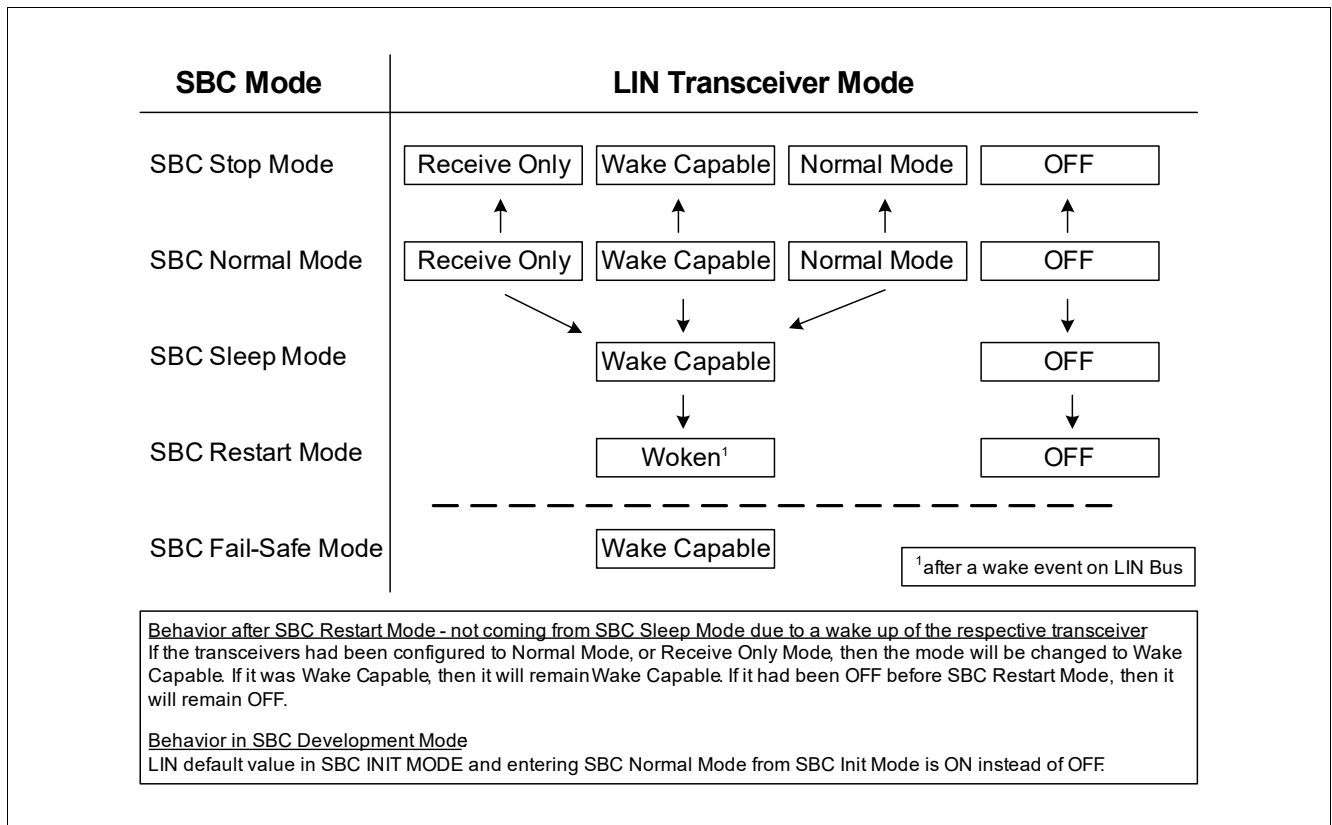 SBC Mode LIN Transceiver Mode
SBC Stop Mode Receive Only Wake Capable Normal Mode OFF
SBC Normal Mode Receive Only Wake Capable Normal Mode OFF
SBC Sleep Mode Wake Capable OFF
SBC Restart Mode Woken¹ OFF
SBC Fail-Safe Mode Wake Capable
¹after a wake event on LIN Bus
Behavior after SBC Restart Mode - not coming from SBC Sleep Mode due to a wake up of the respective transceiver
If the transceivers had been configured to Normal Mode, or Receive Only Mode, then the mode will be changed to Wake
Capable. If it was Wake Capable, then it will remain Wake Capable. If it had been OFF before SBC Restart Mode, then it
will remain OFF.
Behavior in SBC Development Mode
LIN default value in SBC INIT MODE and entering SBC Normal Mode from SBC Init Mode is ON instead of OFF.